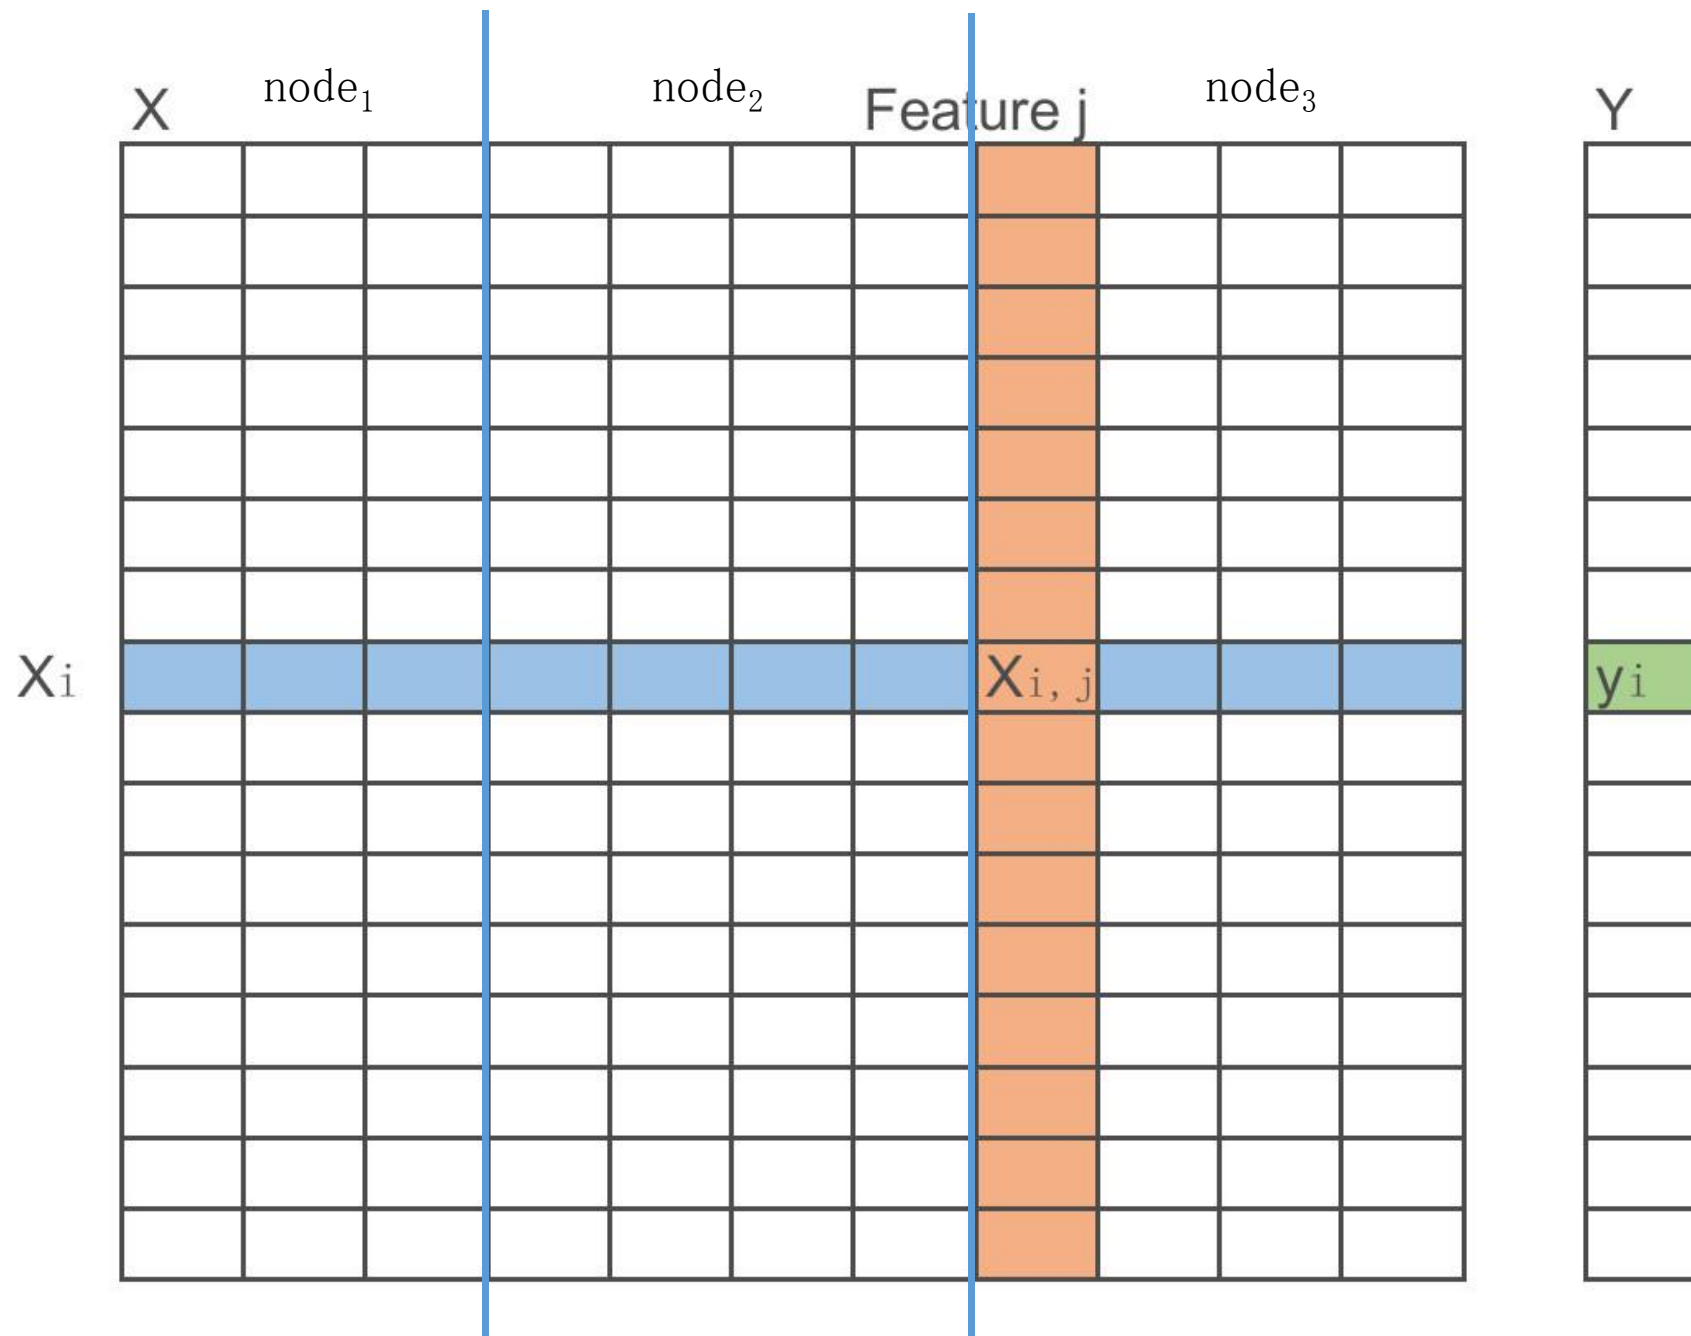 node₁ node₂ node₃
X Feature j Y
Xi Xi, j yi